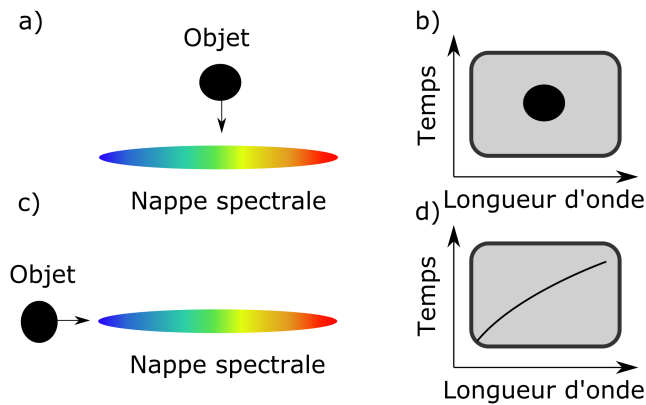 a)
Objet
Nappe spectrale
b)
Temps
Longueur d'onde
c)
Objet
Nappe spectrale
d)
Temps
Longueur d'onde